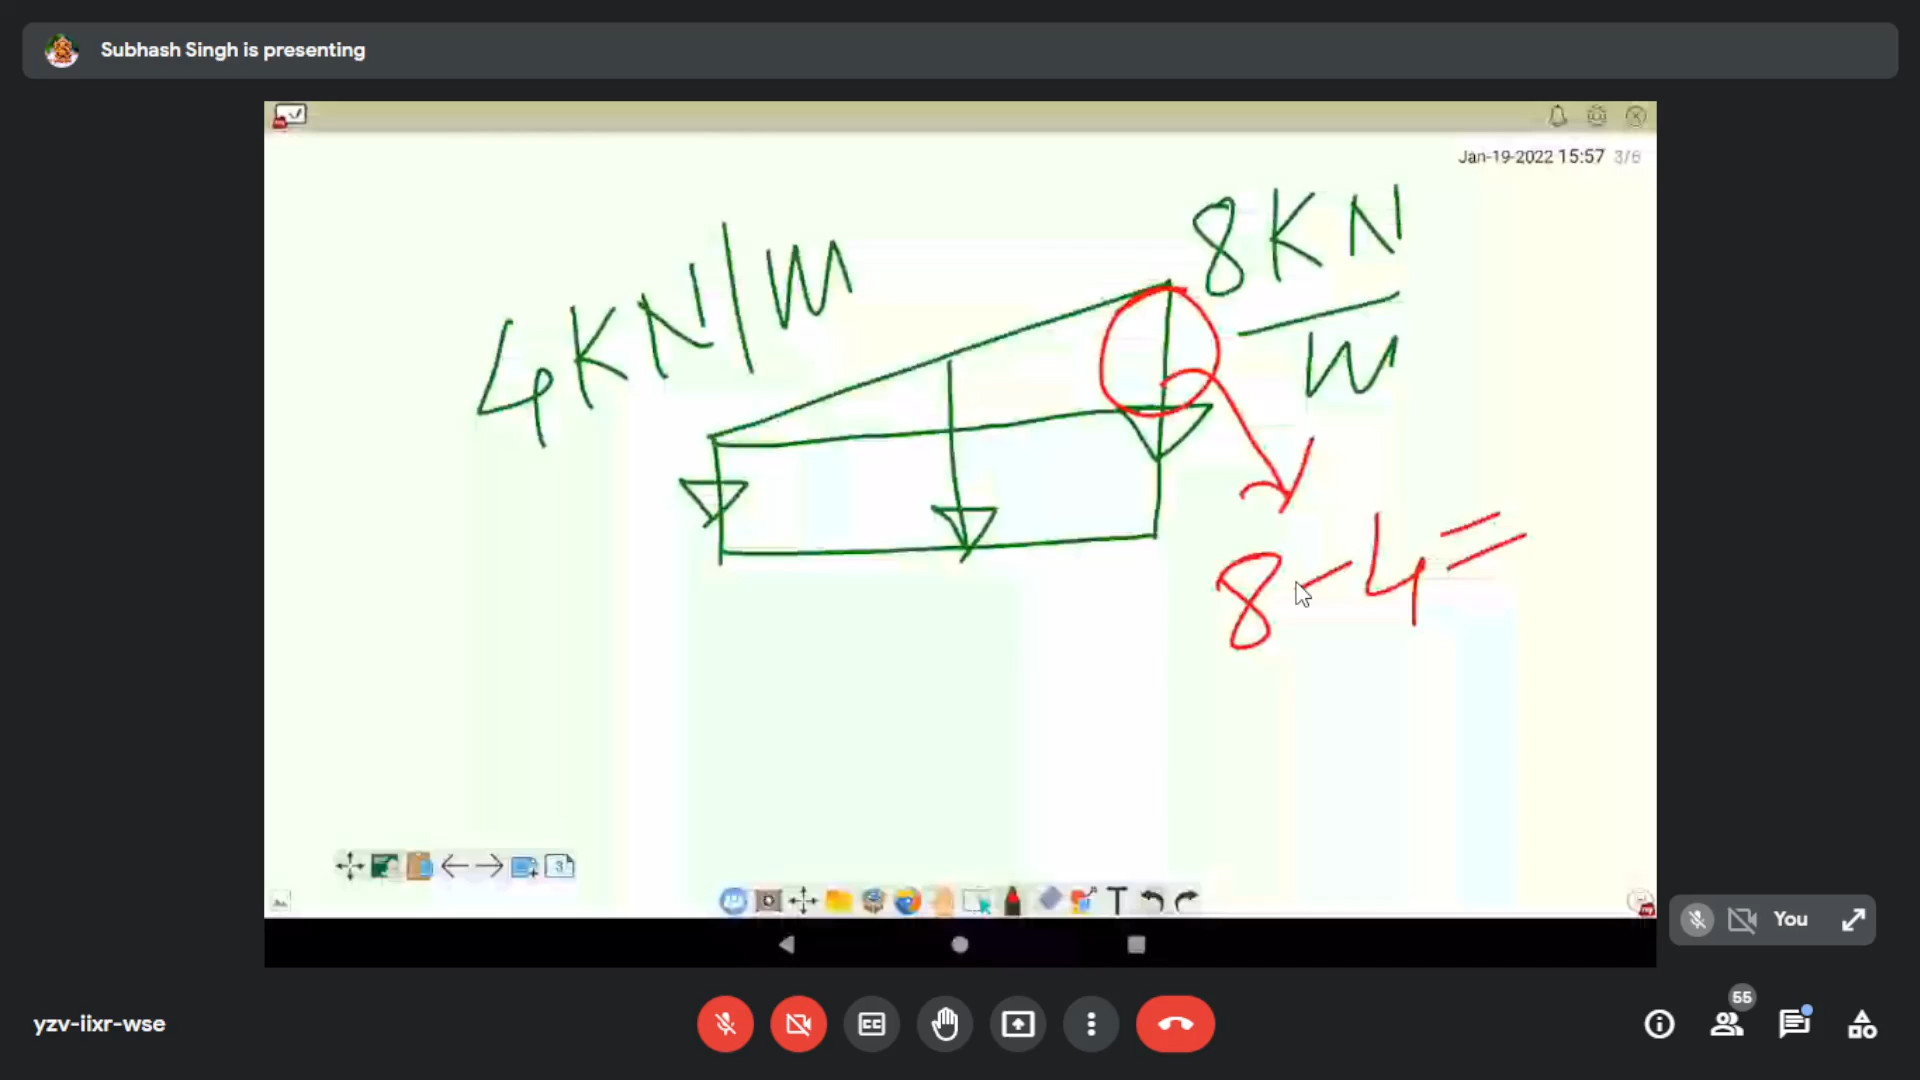 Subhash Singh is presenting
Jan-19-2022 15:57 3/6
4KN/m
8KN
m
8-4=
3
T
You
55
yzv-iixr-wse